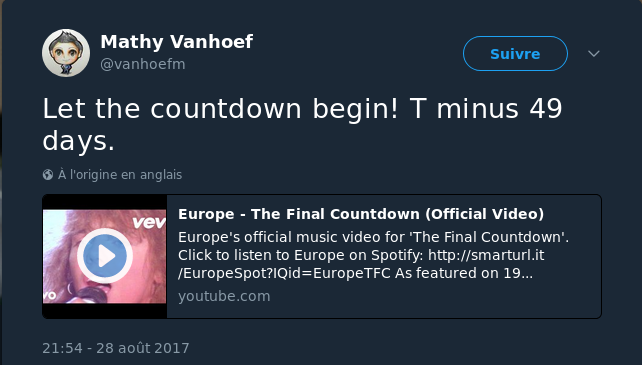 Mathy Vanhoef
@vanhoefm
Suivre
Let the countdown begin! T minus 49
days.
À l'origine en anglais
vevo
vo
Europe - The Final Countdown (Official Video)
Europe's official music video for 'The Final Countdown'.
Click to listen to Europe on Spotify: http://smarturl.it
/EuropeSpot?IQid=EuropeTFC As featured on 19...
youtube.com
21:54 - 28 août 2017